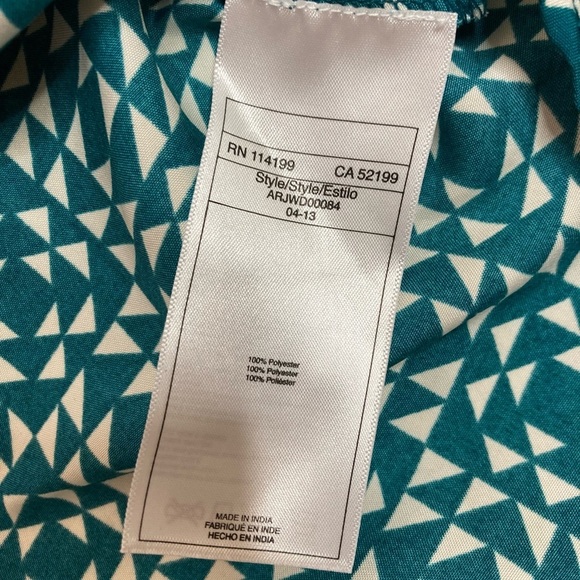 RN 114199 CA 52199
Style/Style/Estilo
ARJWD00084
04-13
100% Polyester
100% Polyester
100% Poliéster
MADE IN INDIA
FABRIQUÉ EN INDE
HECHO EN INDIA